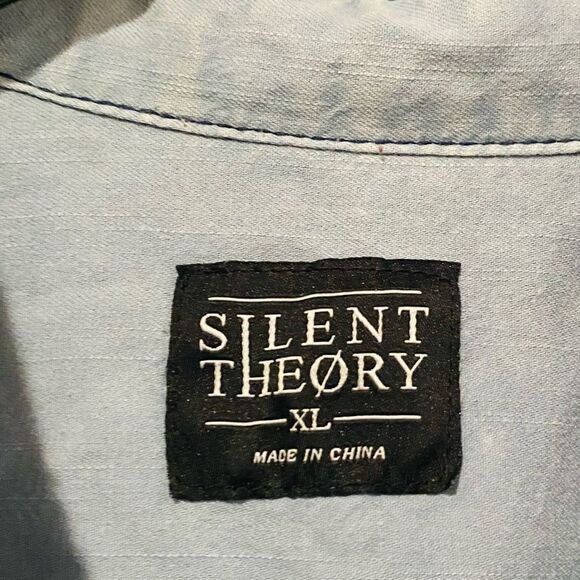 SILENT
THEØRY
XL
MADE IN CHINA